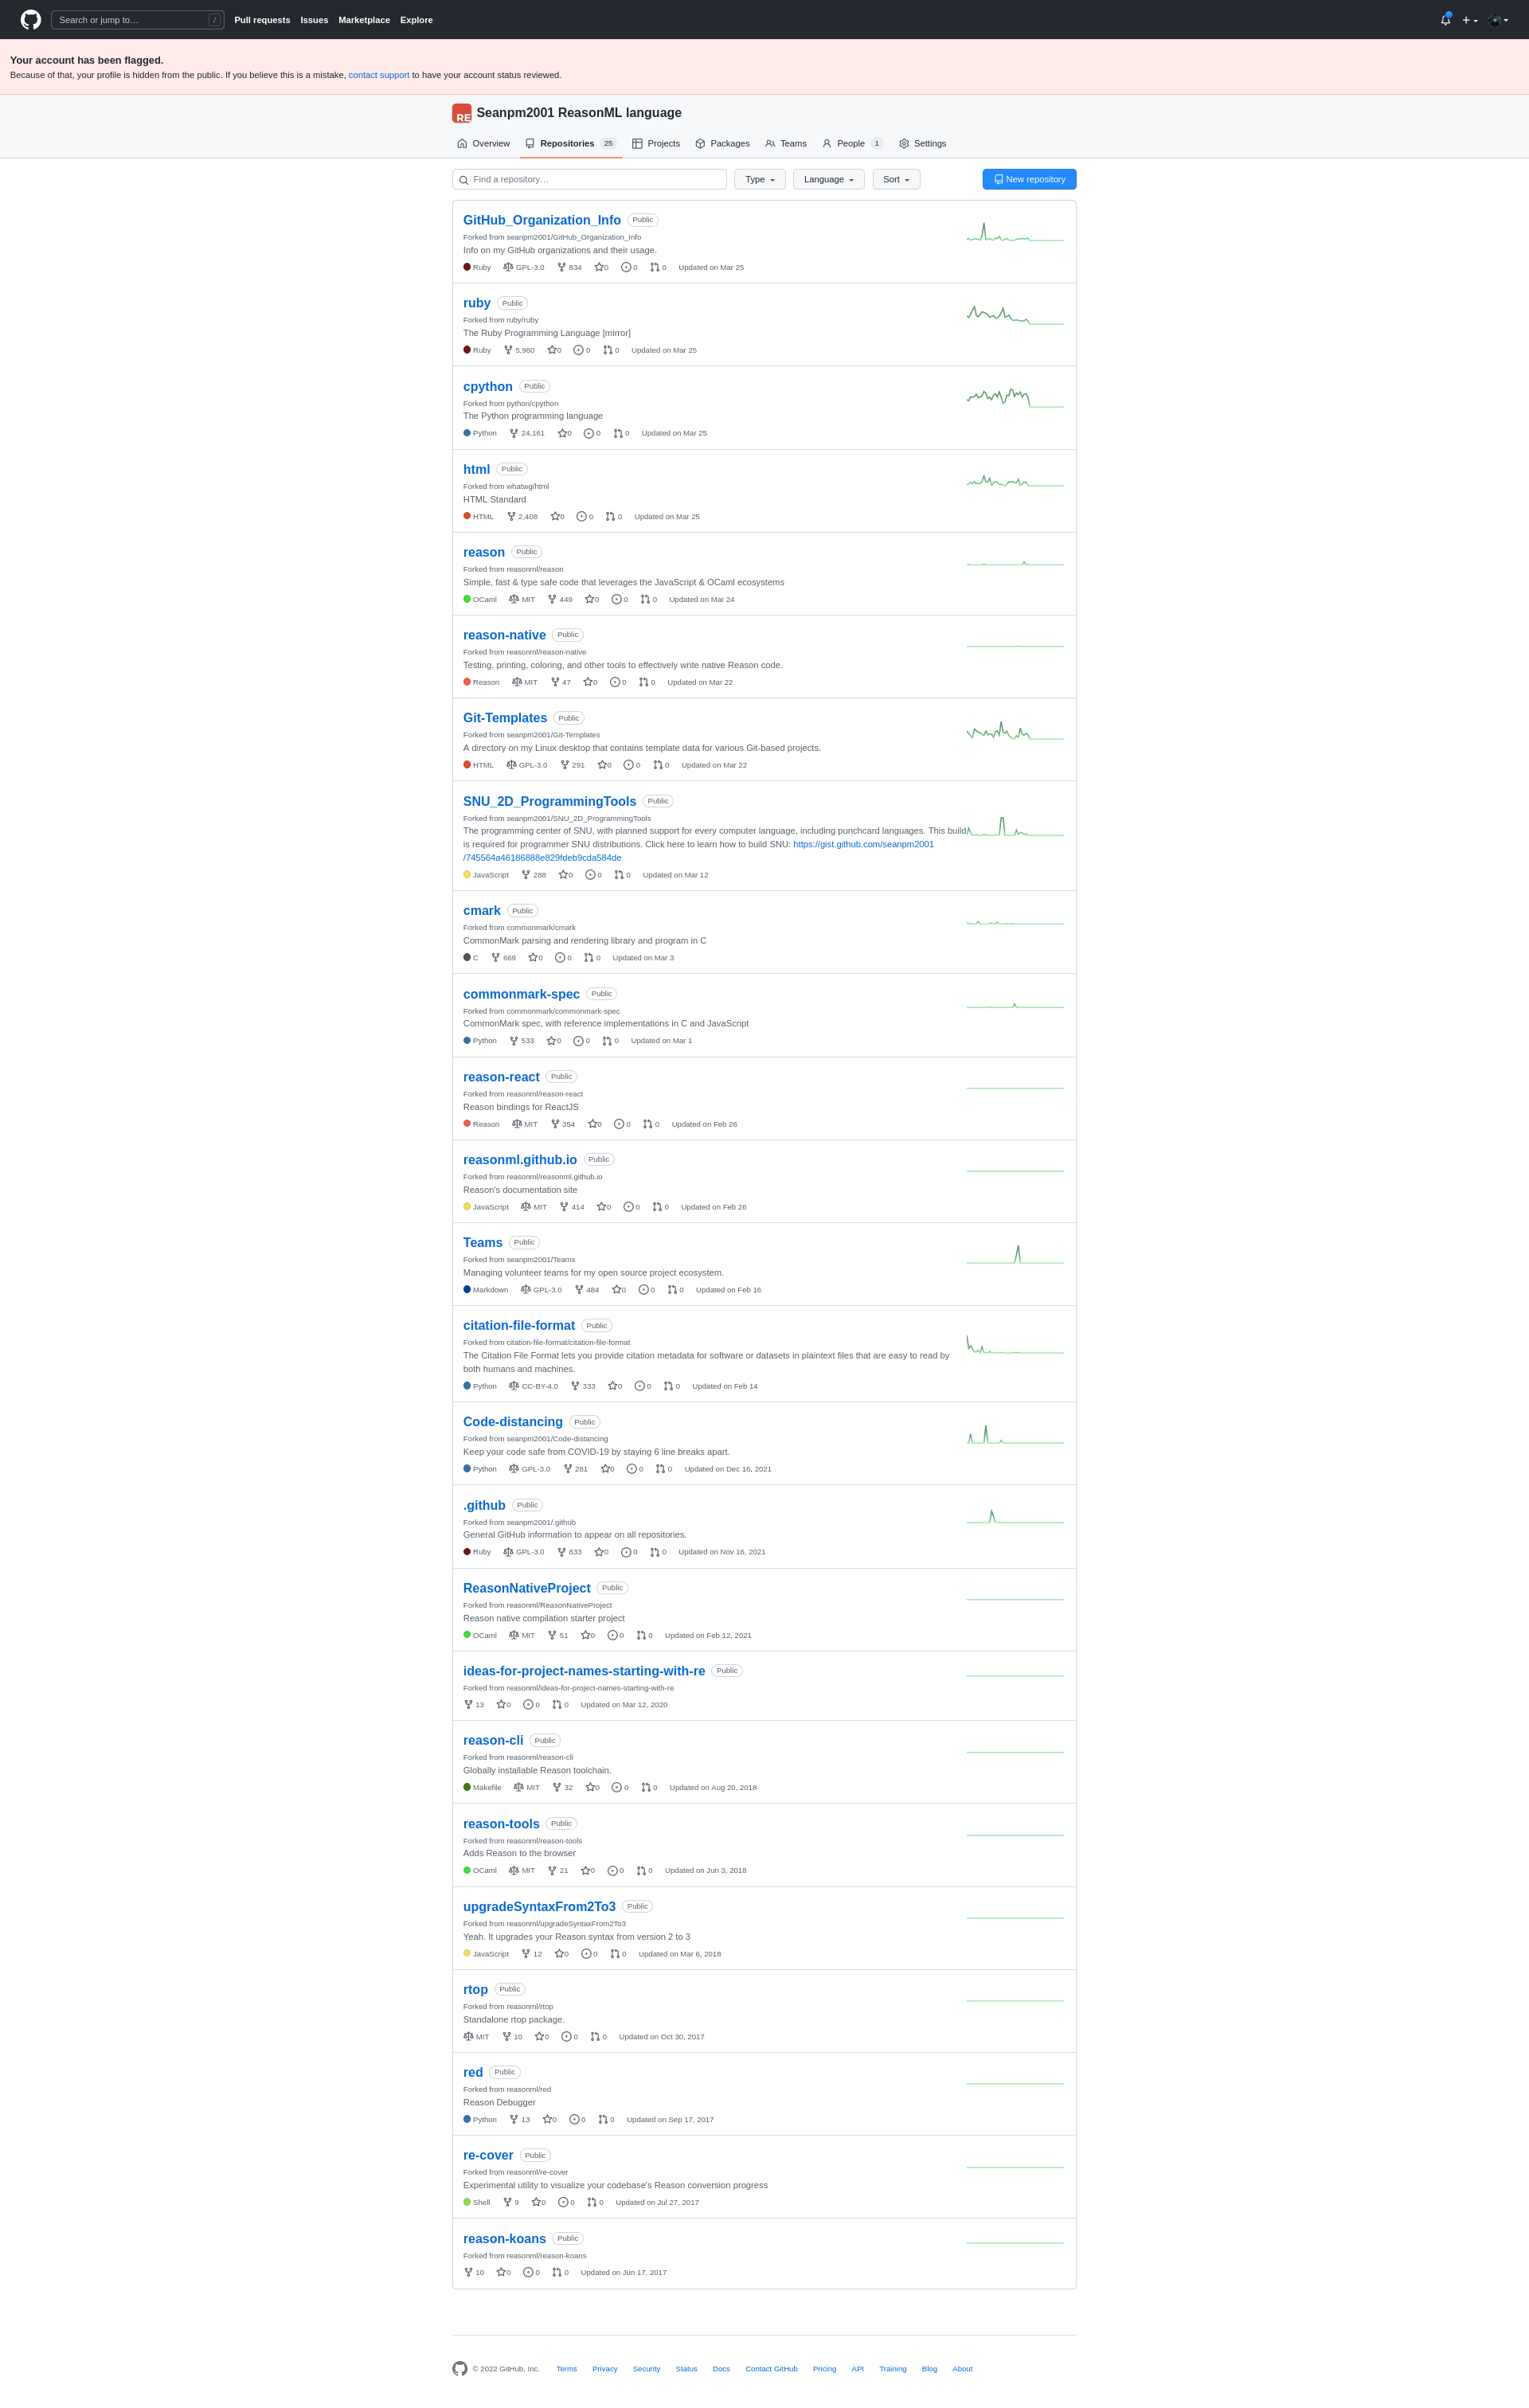 Search or jump to… / Pull requests Issues Marketplace Explore
Your account has been flagged.
Because of that, your profile is hidden from the public. If you believe this is a mistake, contact support to have your account status reviewed.
RE Seanpm2001 ReasonML language
Overview Repositories 25 Projects Packages Teams People 1 Settings
Find a repository… Type Language Sort New repository
GitHub_Organization_Info Public
Forked from seanpm2001/GitHub_Organization_Info
Info on my GitHub organizations and their usage.
Ruby GPL-3.0 834 0 0 0 Updated on Mar 25
ruby Public
Forked from ruby/ruby
The Ruby Programming Language [mirror]
Ruby 5,960 0 0 0 Updated on Mar 25
cpython Public
Forked from python/cpython
The Python programming language
Python 24,161 0 0 0 Updated on Mar 25
html Public
Forked from whatwg/html
HTML Standard
HTML 2,408 0 0 0 Updated on Mar 25
reason Public
Forked from reasonml/reason
Simple, fast & type safe code that leverages the JavaScript & OCaml ecosystems
OCaml MIT 449 0 0 0 Updated on Mar 24
reason-native Public
Forked from reasonml/reason-native
Testing, printing, coloring, and other tools to effectively write native Reason code.
Reason MIT 47 0 0 0 Updated on Mar 22
Git-Templates Public
Forked from seanpm2001/Git-Templates
A directory on my Linux desktop that contains template data for various Git-based projects.
HTML GPL-3.0 291 0 0 0 Updated on Mar 22
SNU_2D_ProgrammingTools Public
Forked from seanpm2001/SNU_2D_ProgrammingTools
The programming center of SNU, with planned support for every computer language, including punchcard languages. This build
is required for programmer SNU distributions. Click here to learn how to build SNU: https://gist.github.com/seanpm2001
/745564a46186888e829fdeb9cda584de
JavaScript 288 0 0 0 Updated on Mar 12
cmark Public
Forked from commonmark/cmark
CommonMark parsing and rendering library and program in C
C 669 0 0 0 Updated on Mar 3
commonmark-spec Public
Forked from commonmark/commonmark-spec
CommonMark spec, with reference implementations in C and JavaScript
Python 533 0 0 0 Updated on Mar 1
reason-react Public
Forked from reasonml/reason-react
Reason bindings for ReactJS
Reason MIT 354 0 0 0 Updated on Feb 26
reasonml.github.io Public
Forked from reasonml/reasonml.github.io
Reason's documentation site
JavaScript MIT 414 0 0 0 Updated on Feb 26
Teams Public
Forked from seanpm2001/Teams
Managing volunteer teams for my open source project ecosystem.
Markdown GPL-3.0 484 0 0 0 Updated on Feb 16
citation-file-format Public
Forked from citation-file-format/citation-file-format
The Citation File Format lets you provide citation metadata for software or datasets in plaintext files that are easy to read by
both humans and machines.
Python CC-BY-4.0 333 0 0 0 Updated on Feb 14
Code-distancing Public
Forked from seanpm2001/Code-distancing
Keep your code safe from COVID-19 by staying 6 line breaks apart.
Python GPL-3.0 281 0 0 0 Updated on Dec 16, 2021
.github Public
Forked from seanpm2001/.github
General GitHub information to appear on all repositories.
Ruby GPL-3.0 833 0 0 0 Updated on Nov 16, 2021
ReasonNativeProject Public
Forked from reasonml/ReasonNativeProject
Reason native compilation starter project
OCaml MIT 51 0 0 0 Updated on Feb 12, 2021
ideas-for-project-names-starting-with-re Public
Forked from reasonml/ideas-for-project-names-starting-with-re
13 0 0 0 Updated on Mar 12, 2020
reason-cli Public
Forked from reasonml/reason-cli
Globally installable Reason toolchain.
Makefile MIT 32 0 0 0 Updated on Aug 20, 2018
reason-tools Public
Forked from reasonml/reason-tools
Adds Reason to the browser
OCaml MIT 21 0 0 0 Updated on Jun 3, 2018
upgradeSyntaxFrom2To3 Public
Forked from reasonml/upgradeSyntaxFrom2To3
Yeah. It upgrades your Reason syntax from version 2 to 3
JavaScript 12 0 0 0 Updated on Mar 6, 2018
rtop Public
Forked from reasonml/rtop
Standalone rtop package.
MIT 10 0 0 0 Updated on Oct 30, 2017
red Public
Forked from reasonml/red
Reason Debugger
Python 13 0 0 0 Updated on Sep 17, 2017
re-cover Public
Forked from reasonml/re-cover
Experimental utility to visualize your codebase's Reason conversion progress
Shell 9 0 0 0 Updated on Jul 27, 2017
reason-koans Public
Forked from reasonml/reason-koans
10 0 0 0 Updated on Jun 17, 2017
© 2022 GitHub, Inc. Terms Privacy Security Status Docs Contact GitHub Pricing API Training Blog About